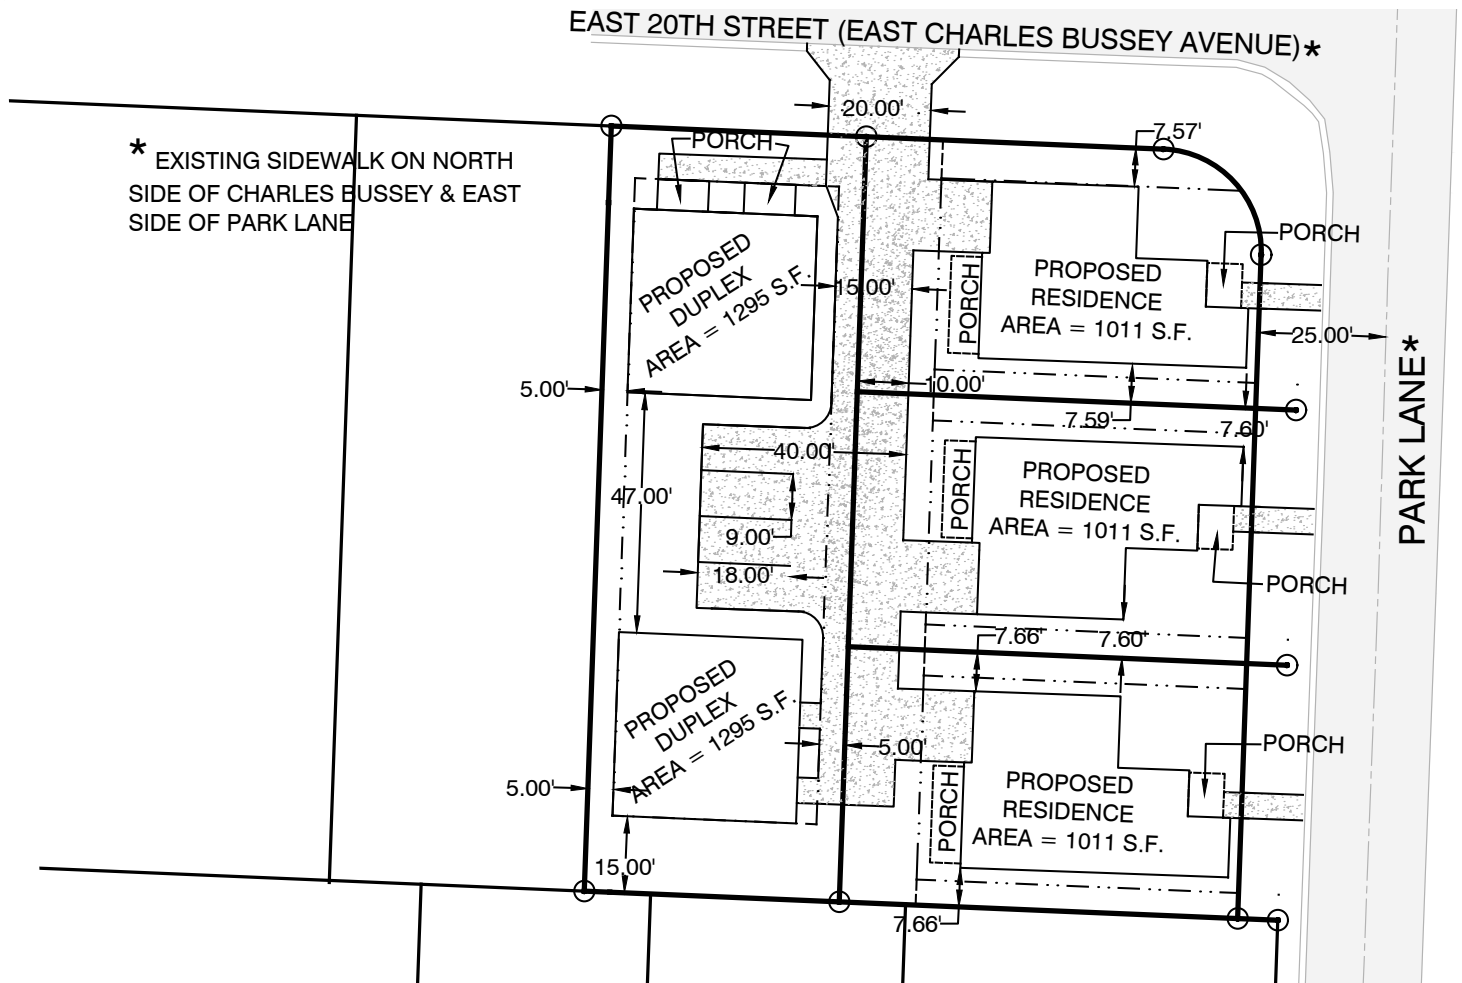 EAST 20TH STREET (EAST CHARLES BUSSEY AVENUE)*
20.00'
7.57'
PORCH
* EXISTING SIDEWALK ON NORTH
SIDE OF CHARLES BUSSEY & EAST
SIDE OF PARK LANE
PORCH
PROPOSED
DUPLEX
AREA = 1295 S.F.
15.00'
PORCH
PROPOSED
RESIDENCE
AREA = 1011 S.F.
25.00'
PARK LANE*
5.00'
10.00'
7.59'
7.60'
40.00'
PORCH
PROPOSED
RESIDENCE
AREA = 1011 S.F.
47.00'
9.00'
18.00'
PORCH
7.66'
7.60'
PROPOSED
DUPLEX
AREA = 1295 S.F.
5.00'
PORCH
5.00'
PORCH
PROPOSED
RESIDENCE
AREA = 1011 S.F.
15.00'
7.66'